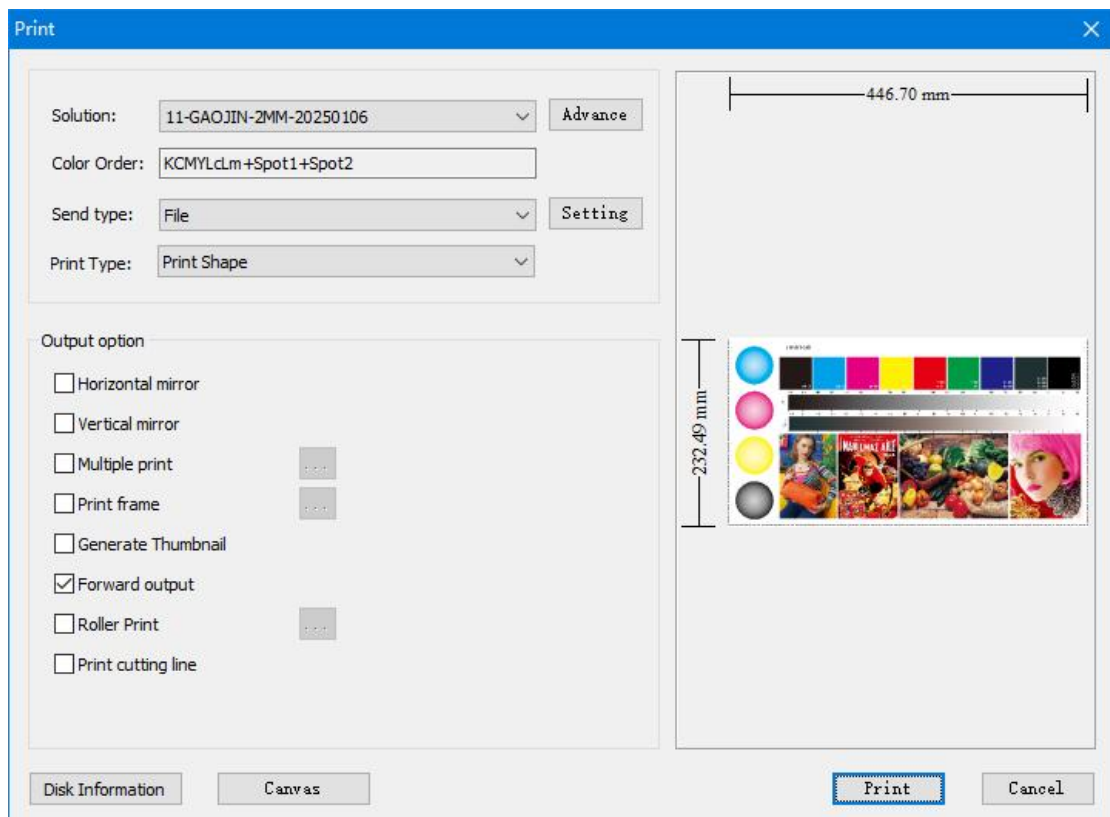 Print
Solution: 11-GAOJIN-2MM-20250106 Advance
Color Order: KCMYLcLm+Spot1+Spot2
Send type: File Setting
Print Type: Print Shape
Output option
Horizontal mirror
Vertical mirror
Multiple print ...
Print frame ...
Generate Thumbnail
Forward output
Roller Print ...
Print cutting line
446.70 mm
232.49 mm
Disk Information Canvas Print Cancel